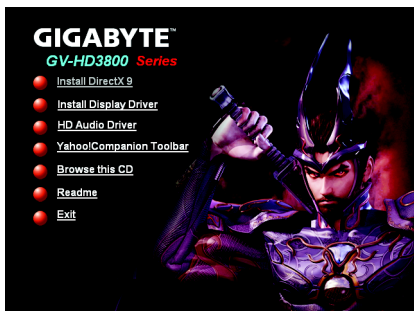 GIGABYTE™
GV-HD3800 Series
Install DirectX 9
Install Display Driver
HD Audio Driver
Yahoo!Companion Toolbar
Browse this CD
Readme
Exit